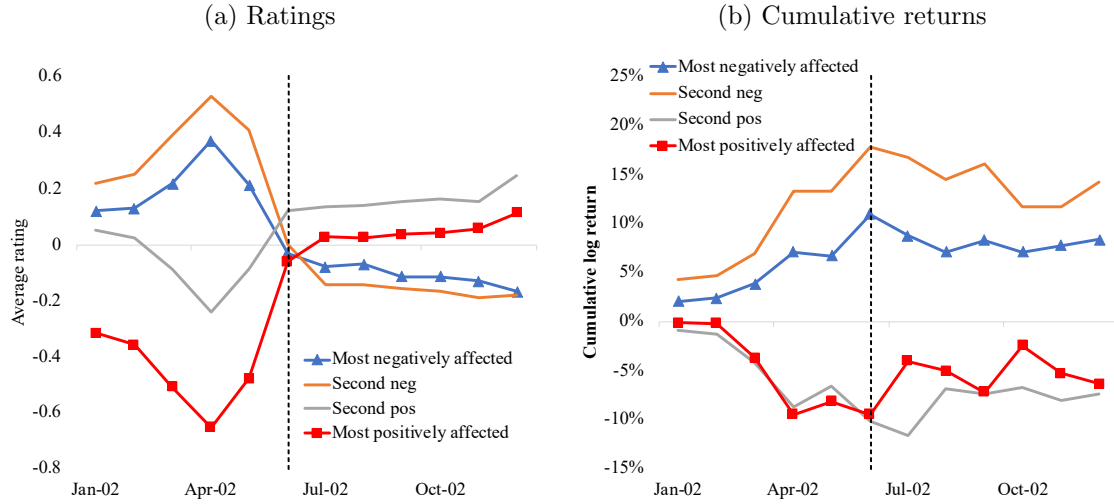 (a) Ratings
0.6
0.4
0.2
0
-0.2
-0.4
-0.6
-0.8
Average rating
Jan-02
Apr-02
Jul-02
Oct-02
Most negatively affected
Second neg
Second pos
Most positively affected
(b) Cumulative returns
25%
20%
15%
10%
5%
0%
-5%
-10%
-15%
Cumulative log return
Jan-02
Apr-02
Jul-02
Oct-02
Most negatively affected
Second neg
Second pos
Most positively affected